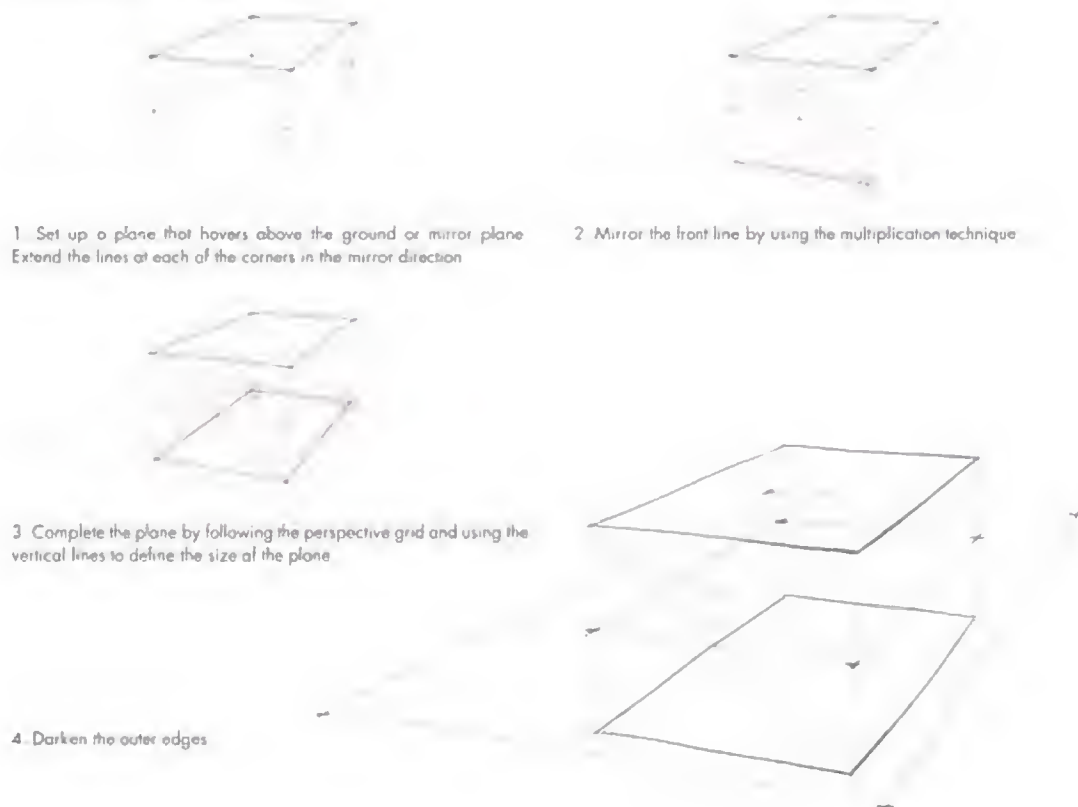 1 Set up a plane that hovers above the ground or mirror plane
Extend the lines at each of the corners in the mirror direction
2 Mirror the front line by using the multiplication technique
3 Complete the plane by following the perspective grid and using the
vertical lines to define the size of the plane
4 Darken the outer edges